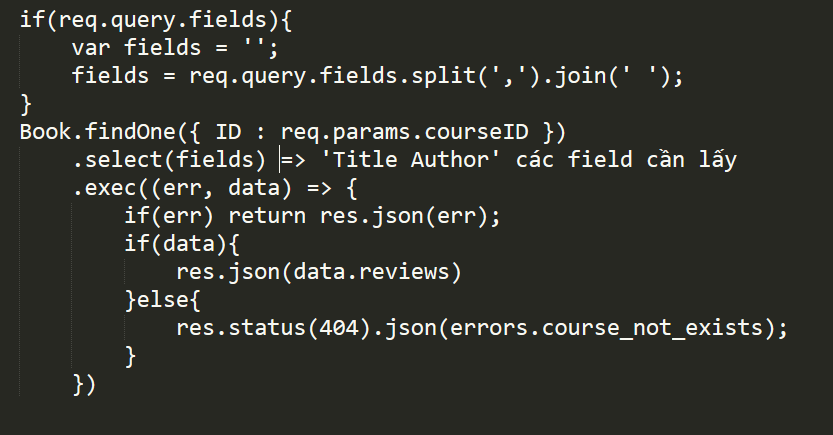 if(req.query.fields){
    var fields = '';
    fields = req.query.fields.split(',').join(' ');
}
Book.findOne({ ID : req.params.courseID })
    .select(fields) => 'Title Author' các field cần lấy
    .exec((err, data) => {
        if(err) return res.json(err);
        if(data){
            res.json(data.reviews)
        }else{
            res.status(404).json(errors.course_not_exists);
        }
    })